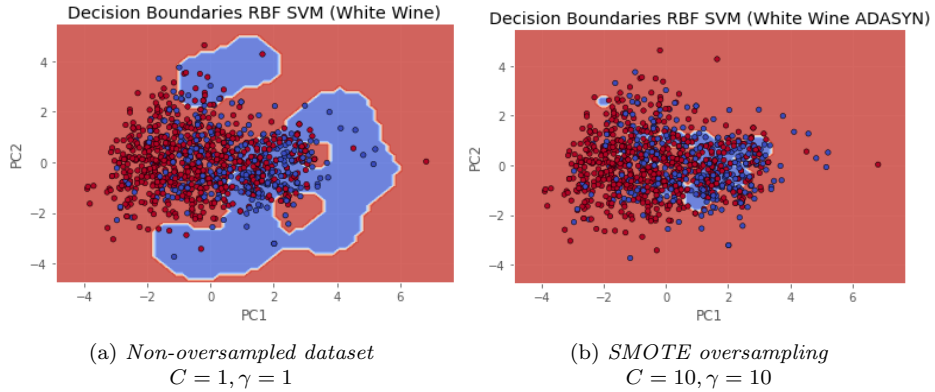 Decision Boundaries RBF SVM (White Wine)
4
2
0
−2
−4
PC2
−4 −2 0 2 4 6
PC1
(a) Non-oversampled dataset
C = 1, γ = 1
Decision Boundaries RBF SVM (White Wine ADASYN)
4
2
0
−2
−4
PC2
−4 −2 0 2 4 6
PC1
(b) SMOTE oversampling
C = 10, γ = 10